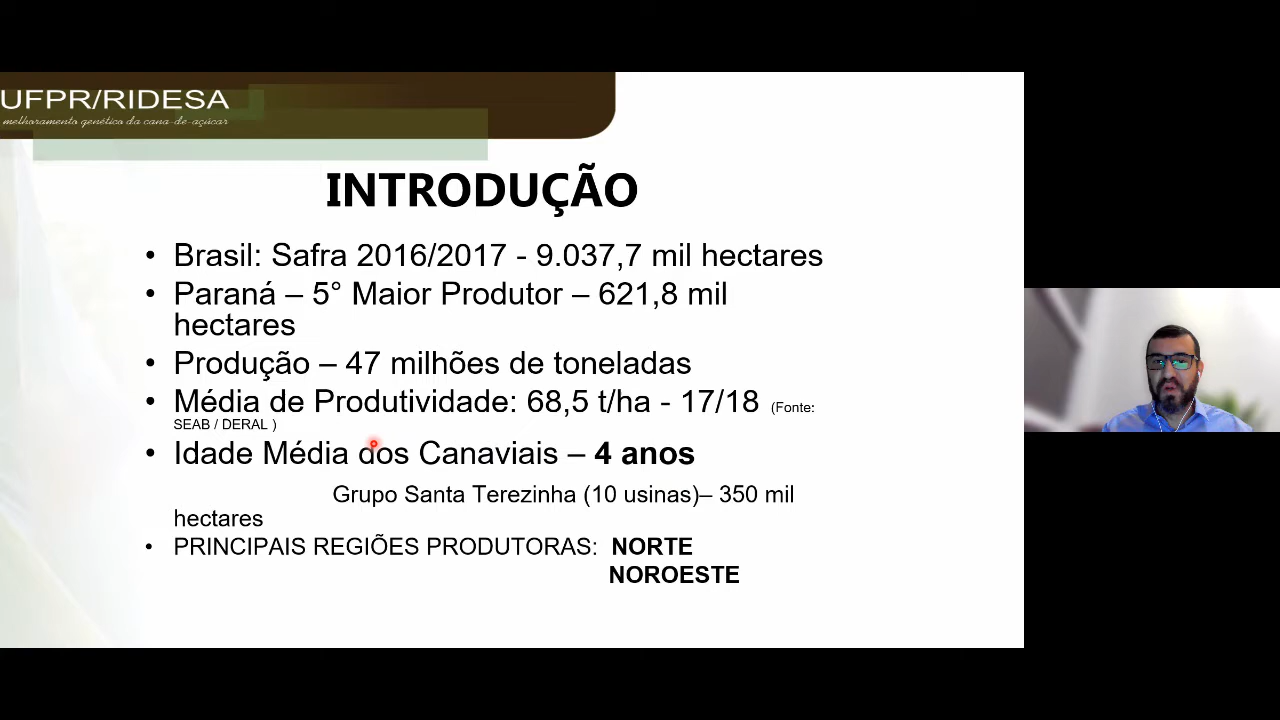 UFPR/RIDESA
melhoramento genético da cana-de-açúcar
INTRODUÇÃO
• Brasil: Safra 2016/2017 - 9.037,7 mil hectares
• Paraná – 5° Maior Produtor – 621,8 mil
hectares
• Produção – 47 milhões de toneladas
• Média de Produtividade: 68,5 t/ha - 17/18 (Fonte:
SEAB / DERAL )
• Idade Média dos Canaviais – 4 anos
Grupo Santa Terezinha (10 usinas)– 350 mil
hectares
• PRINCIPAIS REGIÕES PRODUTORAS: NORTE
NOROESTE